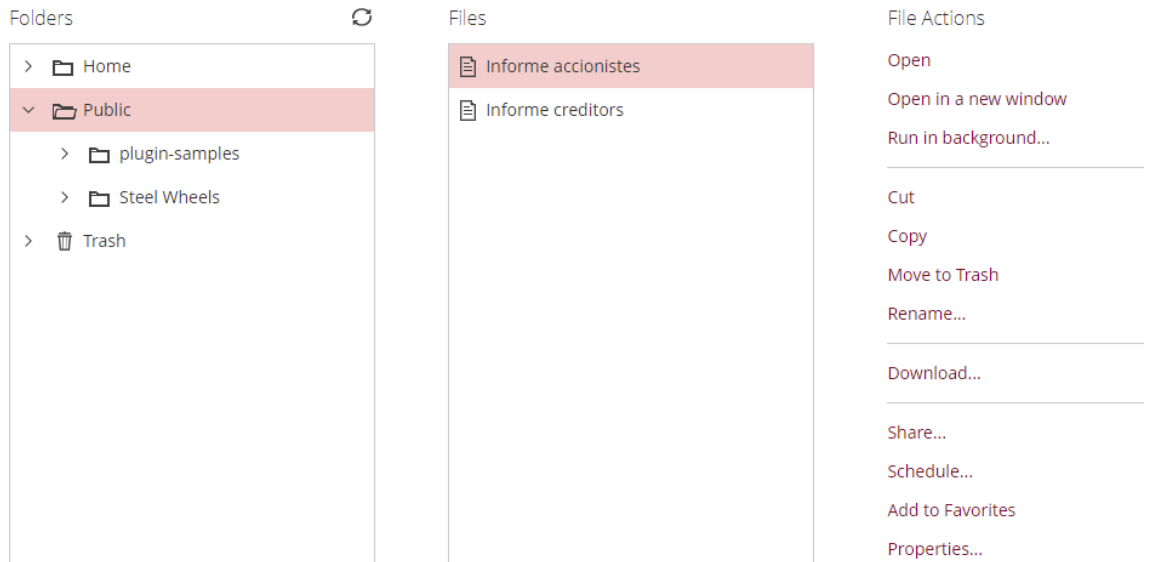 Folders
Home
Public
plugin-samples
Steel Wheels
Trash
Files
Informe accionistes
Informe creditors
File Actions
Open
Open in a new window
Run in background...
Cut
Copy
Move to Trash
Rename...
Download...
Share...
Schedule...
Add to Favorites
Properties...